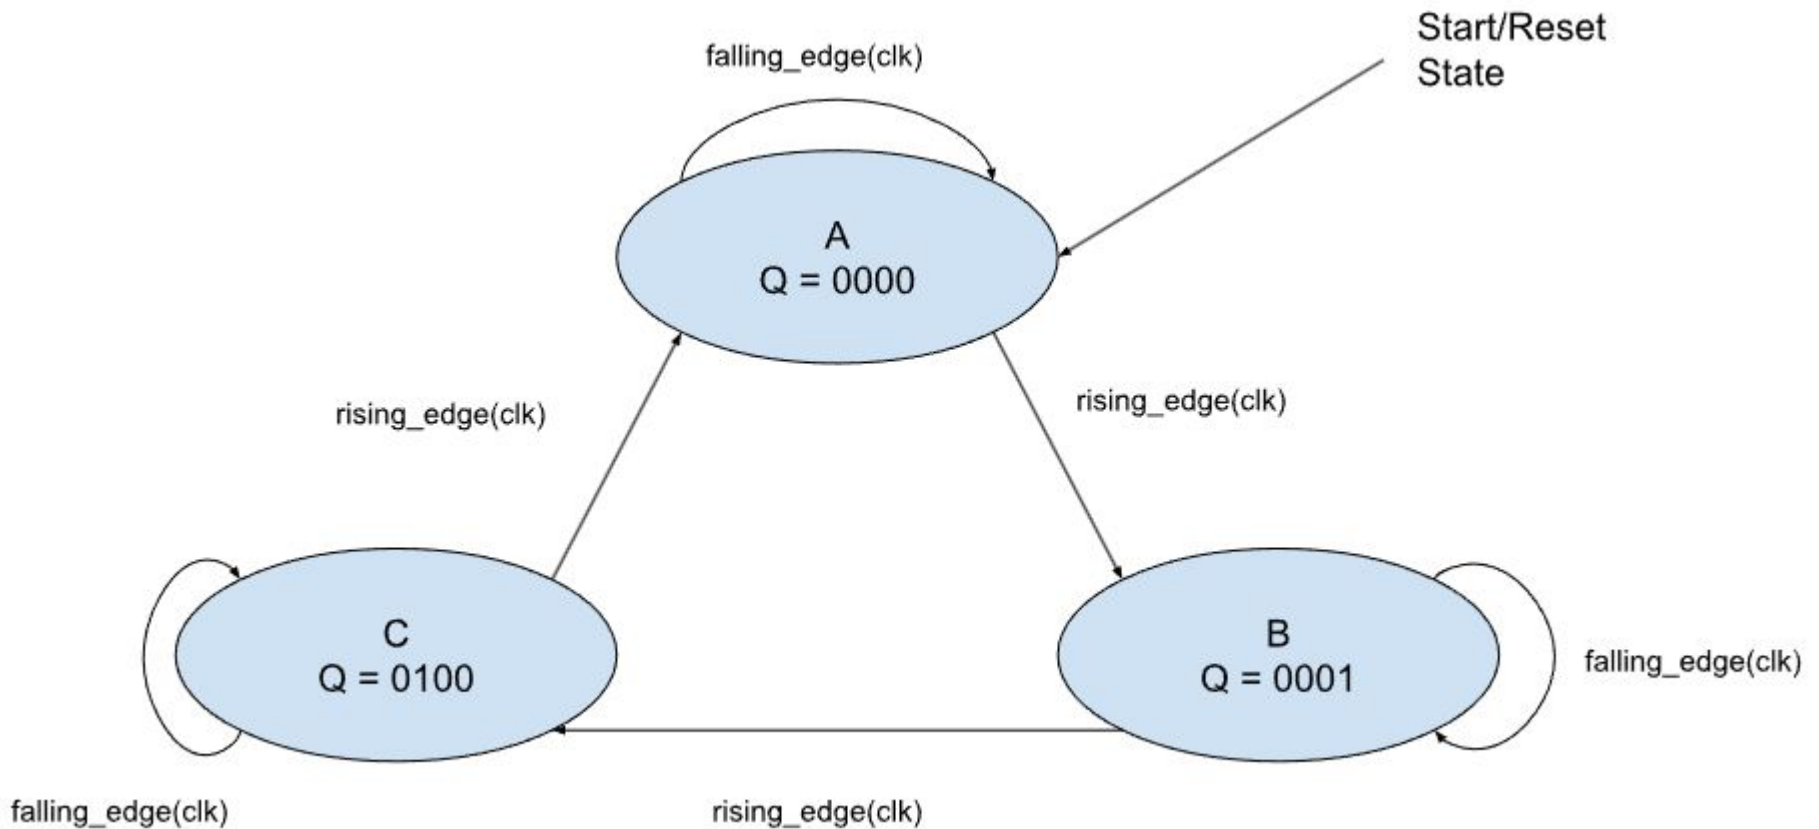 Start/Reset
State
falling_edge(clk)
A
Q = 0000
rising_edge(clk)
rising_edge(clk)
C
Q = 0100
B
Q = 0001
falling_edge(clk)
falling_edge(clk)
rising_edge(clk)